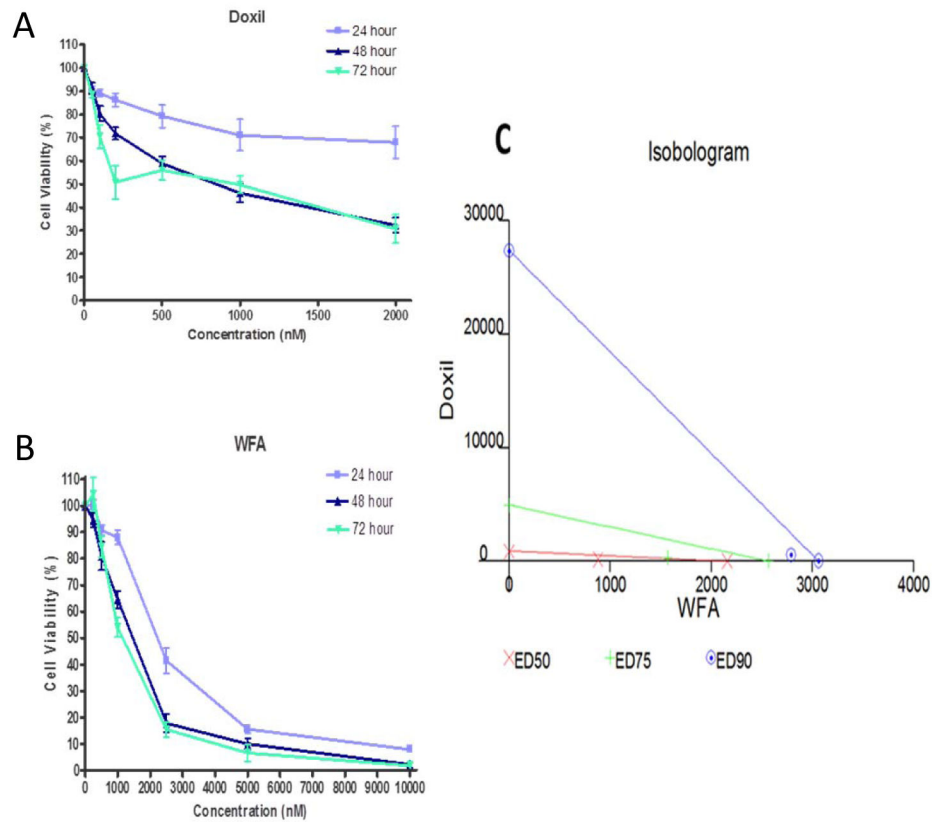 A
Doxil
24 hour
48 hour
72 hour
110
100
90
80
70
60
50
40
30
20
10
0
Cell Viability (%)
0 500 1000 1500 2000
Concentration (nM)
B
WFA
24 hour
48 hour
72 hour
110
100
90
80
70
60
50
40
30
20
10
0
Cell Viability (%)
0 1000 2000 3000 4000 5000 6000 7000 8000 9000 10000
Concentration (nM)
C
Isobologram
30000
20000
10000
0
Doxil
0 1000 2000 3000 4000
WFA
ED50 ED75 ED90